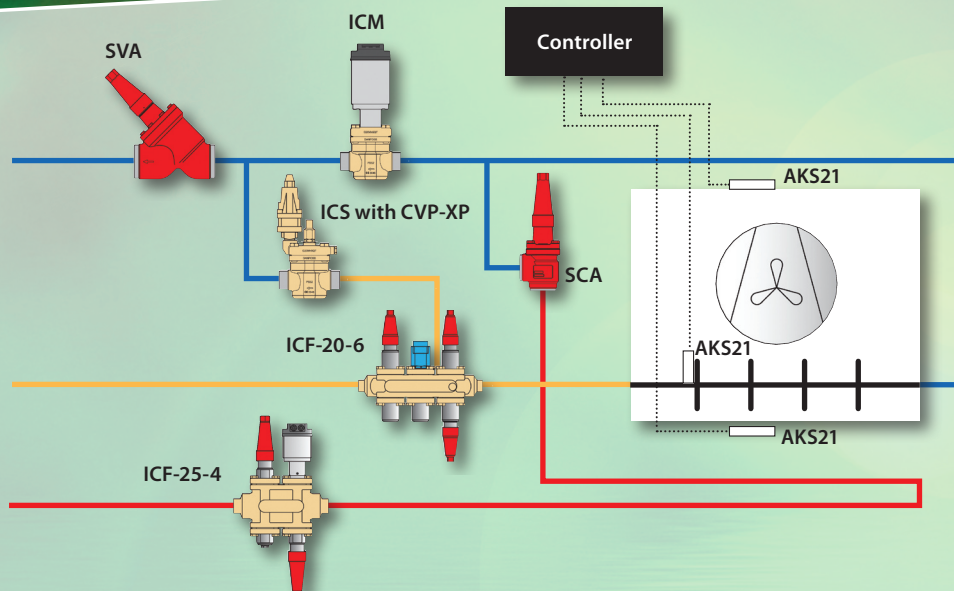 ICM
Controller
SVA
AKS21
ICS with CVP-XP
SCA
ICF-20-6
AKS21
AKS21
ICF-25-4